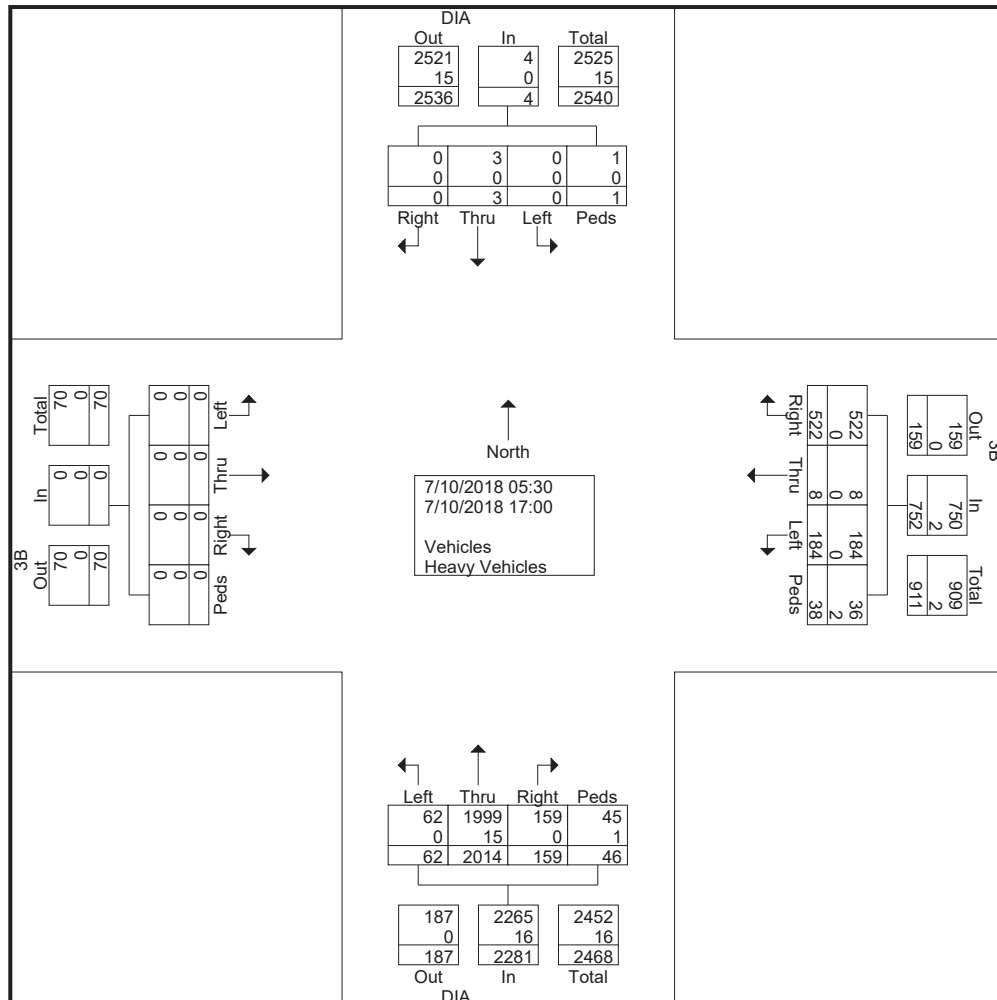 DIA
Out In Total
2521 4 2525
15 0 15
2536 4 2540
0 3 0 1
0 0 0 0
0 3 0 1
Right Thru Left Peds
Total
70
0
70
In
0
0
0
Out
70
0
70
3B
Left
0
0
0
Thru
0
0
0
Right
0
0
0
Peds
0
0
0
North
7/10/2018 05:30
7/10/2018 17:00
Vehicles
Heavy Vehicles
Right
522
0
522
Thru
8
0
8
Left
184
0
184
Peds
36
2
38
3B
Out
159
0
159
In
750
2
752
Total
909
2
911
Left Thru Right Peds
62 1999 159 45
0 15 0 1
62 2014 159 46
187 2265 2452
0 16 16
187 2281 2468
Out In Total
DIA